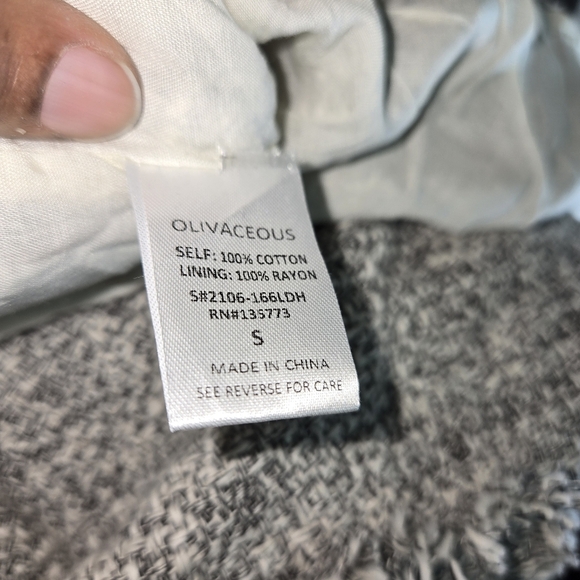 OLIVACEOUS
SELF: 100% COTTON
LINING: 100% RAYON
S#2106-166LDH
RN#135773
S
MADE IN CHINA
SEE REVERSE FOR CARE